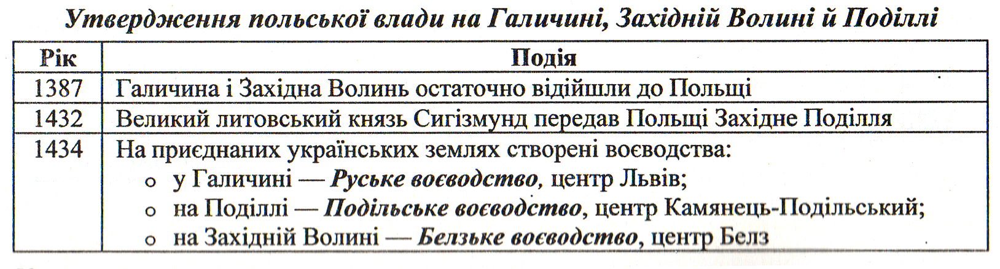 Утвердження польської влади на Галичині, Західній Волині й Поділлі
Рік Подія
1387 Галичина і Західна Волинь остаточно відійшли до Польщі
1432 Великий литовський князь Сигізмунд передав Польщі Західне Поділля
1434 На приєднаних українських землях створені воєводства:
o у Галичині — Руське воєводство, центр Львів;
o на Поділлі — Подільське воєводство, центр Камянець-Подільський;
o на Західній Волині — Белзьке воєводство, центр Белз